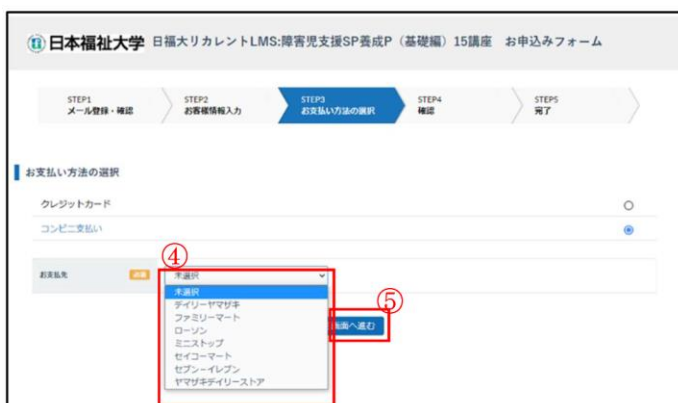 日本福祉大学 日福大リカレントLMS:障害児支援SP養成P（基礎編）15講座 お申込みフォーム
STEP1 STEP2 STEP3 STEP4 STEP5
メール登録・確認 お客様情報入力 お支払い方法の選択 確認 完了
お支払い方法の選択
クレジットカード
コンビニ支払い
④
お支払先 必須 未選択
未選択
デイリーヤマザキ
⑤
ファミリーマート
ローソン
画面へ進む
ミニストップ
セイコーマート
セブン-イレブン
ヤマザキデイリーストア